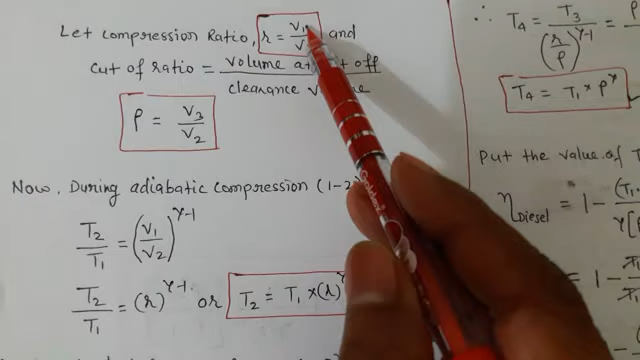 Let Compression Ratio, r = V1/V and
Cut of ratio = Volume at off / Clearance
ρ = V3/V2
Now, During adiabatic Compression (1-2
T2/T1 = (V1/V2)^γ-1
T2/T1 = (r)^γ-1 or T2 = T1 × (r)^γ
∴ T4 = T3/(r/ρ)^γ-1 =
T4 = T1 × ρ^γ
Put the value of T
ηDiesel = 1 - (T1
γ[
= 1 -